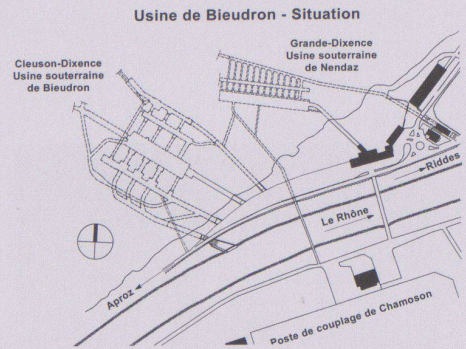 Usine de Bieudron - Situation
Grande-Dixence
Usine souterraine
de Nendaz
Cleuson-Dixence
Usine souterraine
de Bieudron
Riddes
Le Rhône
Aproz
Poste de couplage de Chamoson